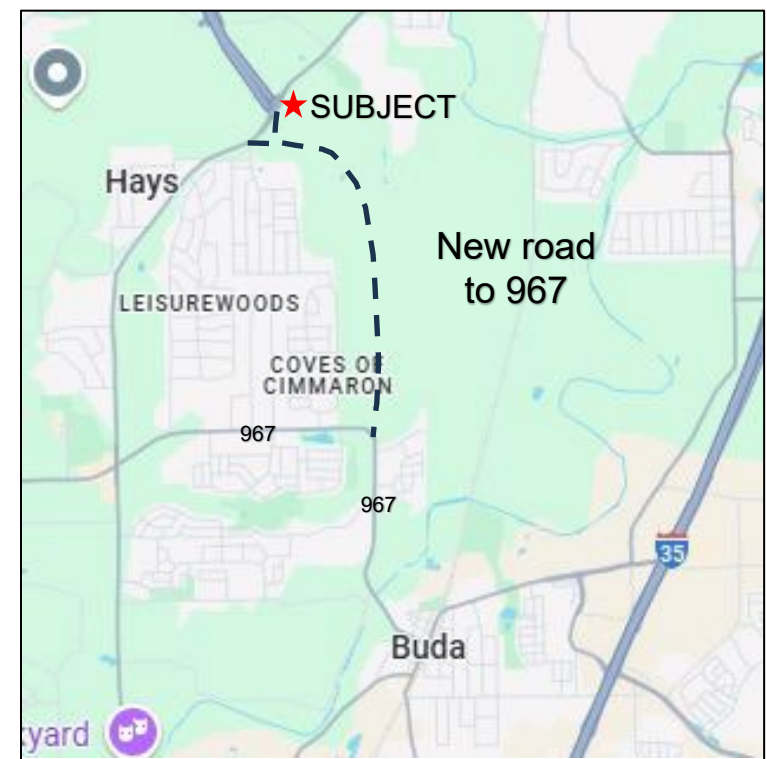 SUBJECT
Hays
New road
to 967
LEISUREWOODS
COVES OF
CIMMARON
967
967
35
Buda
yard